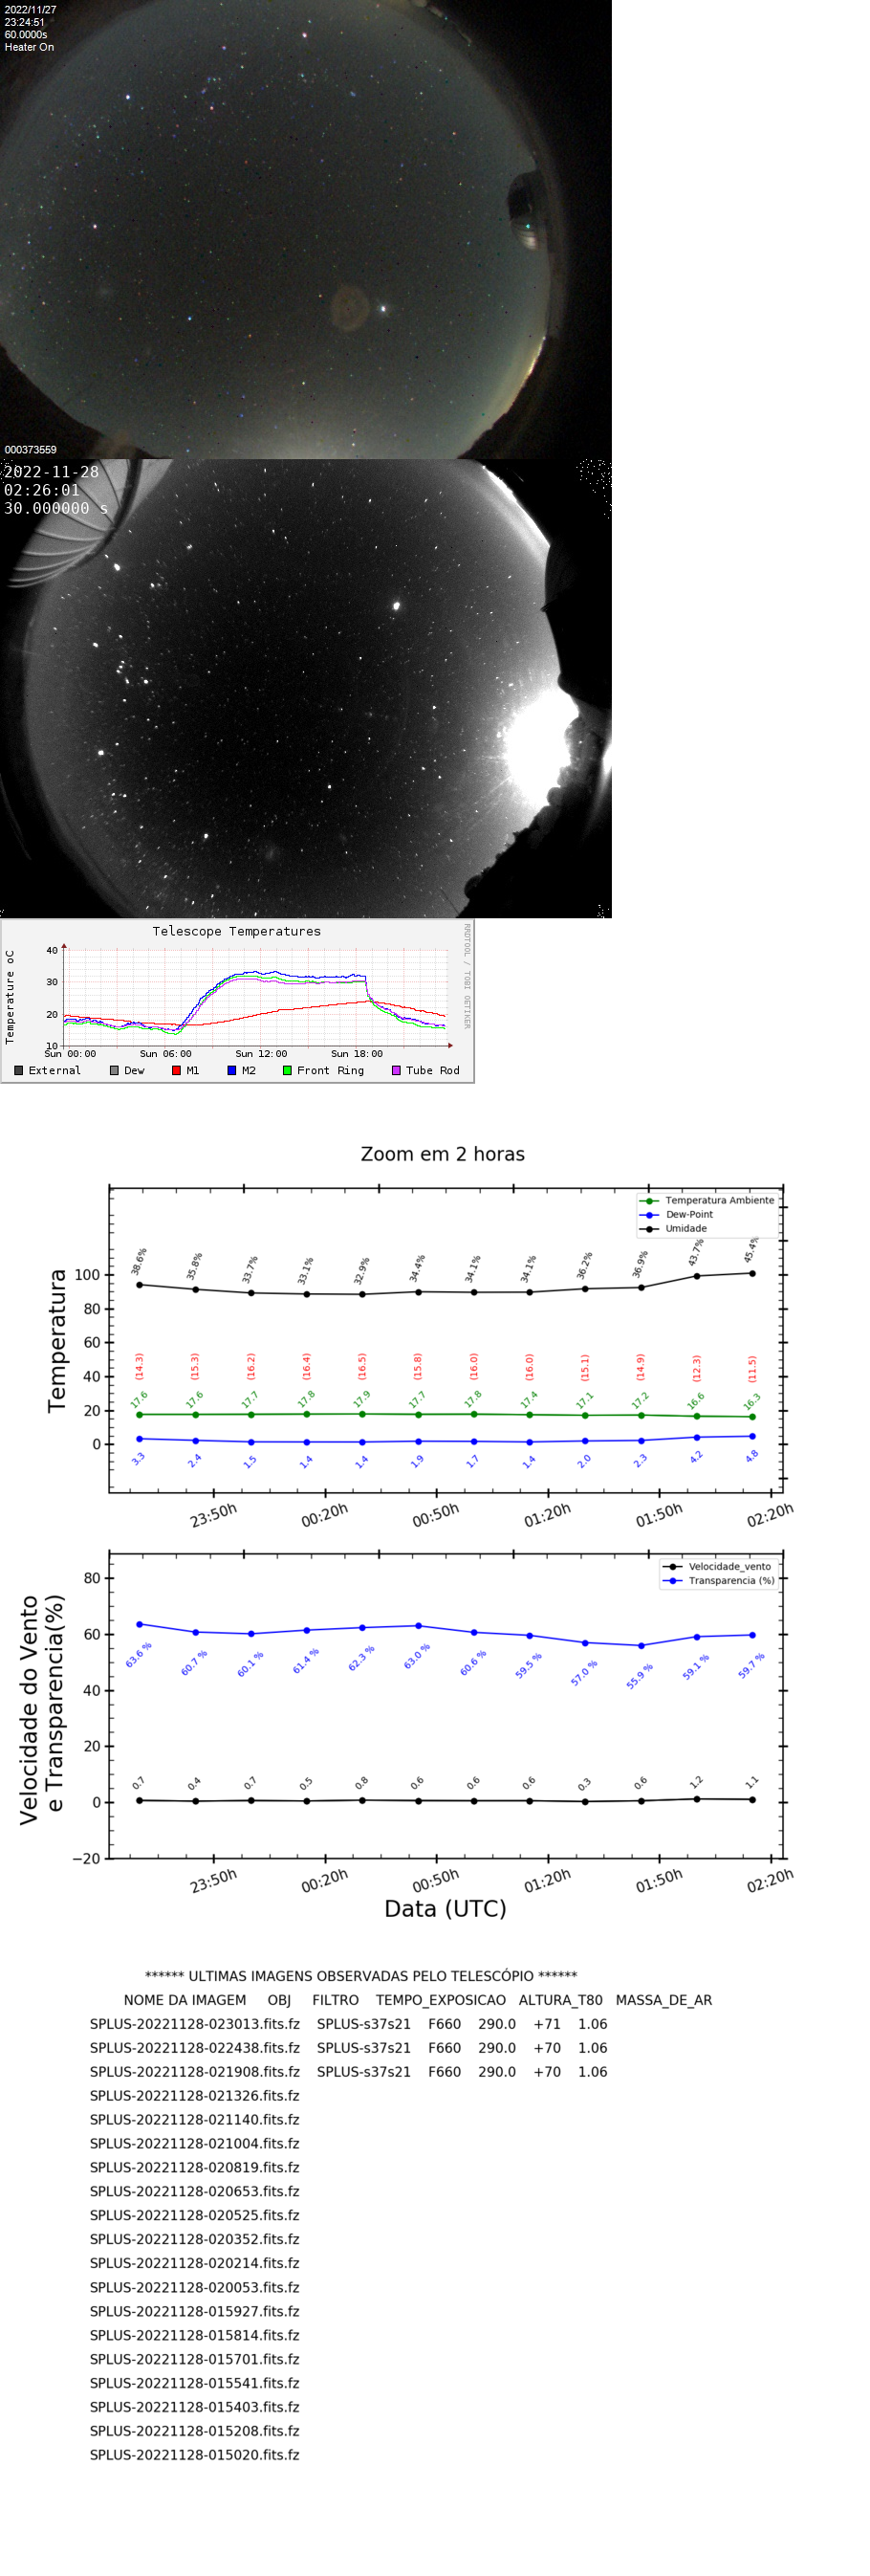 2022/11/27
23:24:51
60.0000s
Heater On
000373559
2022-11-28
02:26:01
30.000000 s
Telescope Temperatures
RRDTOOL / TOBI OETIKER
Temperature oC
40
30
20
10
Sun 00:00 Sun 06:00 Sun 12:00 Sun 18:00
External Dew M1 M2 Front Ring Tube Rod
Zoom em 2 horas
Temperatura
Temperatura Ambiente
Dew-Point
Umidade
100
80
60
40
20
0
38.6% 35.8% 33.7% 33.1% 32.9% 34.4% 34.1% 34.1% 36.2% 36.9% 43.7% 45.4%
(14.3) (15.3) (16.2) (16.4) (16.5) (15.8) (16.0) (16.0) (15.1) (14.9) (12.3) (11.5)
17.6 17.6 17.7 17.8 17.9 17.7 17.8 17.4 17.1 17.2 16.6 16.3
3.3 2.4 1.5 1.4 1.4 1.9 1.7 1.4 2.0 2.3 4.2 4.8
23:50h 00:20h 00:50h 01:20h 01:50h 02:20h
Velocidade do Vento
e Transparencia(%)
Velocidade_vento
Transparencia (%)
80
60
40
20
0
−20
63.6 % 60.7 % 60.1 % 61.4 % 62.3 % 63.0 % 60.6 % 59.5 % 57.0 % 55.9 % 59.1 % 59.7 %
0.7 0.4 0.7 0.5 0.8 0.6 0.6 0.6 0.3 0.6 1.2 1.1
23:50h 00:20h 00:50h 01:20h 01:50h 02:20h
Data (UTC)
****** ULTIMAS IMAGENS OBSERVADAS PELO TELESCÓPIO ******
NOME DA IMAGEM OBJ FILTRO TEMPO_EXPOSICAO ALTURA_T80 MASSA_DE_AR
SPLUS-20221128-023013.fits.fz SPLUS-s37s21 F660 290.0 +71 1.06
SPLUS-20221128-022438.fits.fz SPLUS-s37s21 F660 290.0 +70 1.06
SPLUS-20221128-021908.fits.fz SPLUS-s37s21 F660 290.0 +70 1.06
SPLUS-20221128-021326.fits.fz
SPLUS-20221128-021140.fits.fz
SPLUS-20221128-021004.fits.fz
SPLUS-20221128-020819.fits.fz
SPLUS-20221128-020653.fits.fz
SPLUS-20221128-020525.fits.fz
SPLUS-20221128-020352.fits.fz
SPLUS-20221128-020214.fits.fz
SPLUS-20221128-020053.fits.fz
SPLUS-20221128-015927.fits.fz
SPLUS-20221128-015814.fits.fz
SPLUS-20221128-015701.fits.fz
SPLUS-20221128-015541.fits.fz
SPLUS-20221128-015403.fits.fz
SPLUS-20221128-015208.fits.fz
SPLUS-20221128-015020.fits.fz